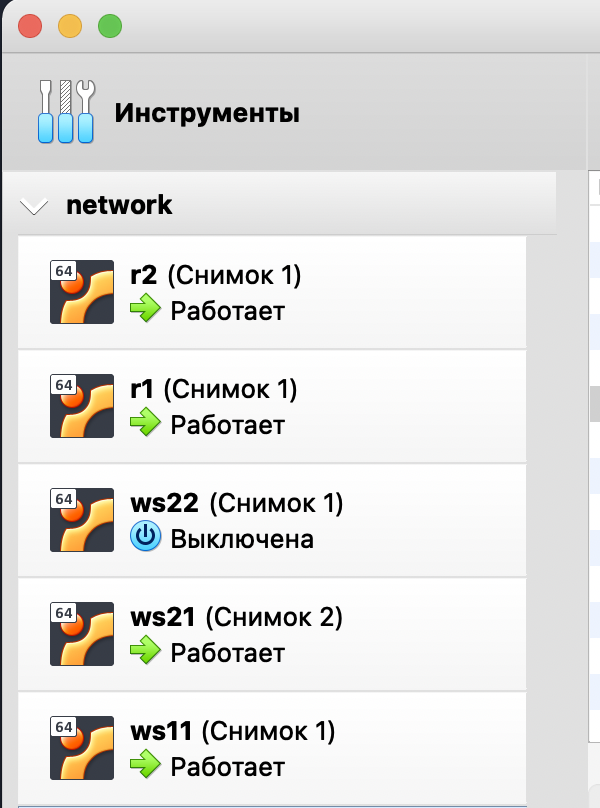 Инструменты
network
64
r2 (Снимок 1)
Работает
64
r1 (Снимок 1)
Работает
64
ws22 (Снимок 1)
Выключена
64
ws21 (Снимок 2)
Работает
64
ws11 (Снимок 1)
Работает